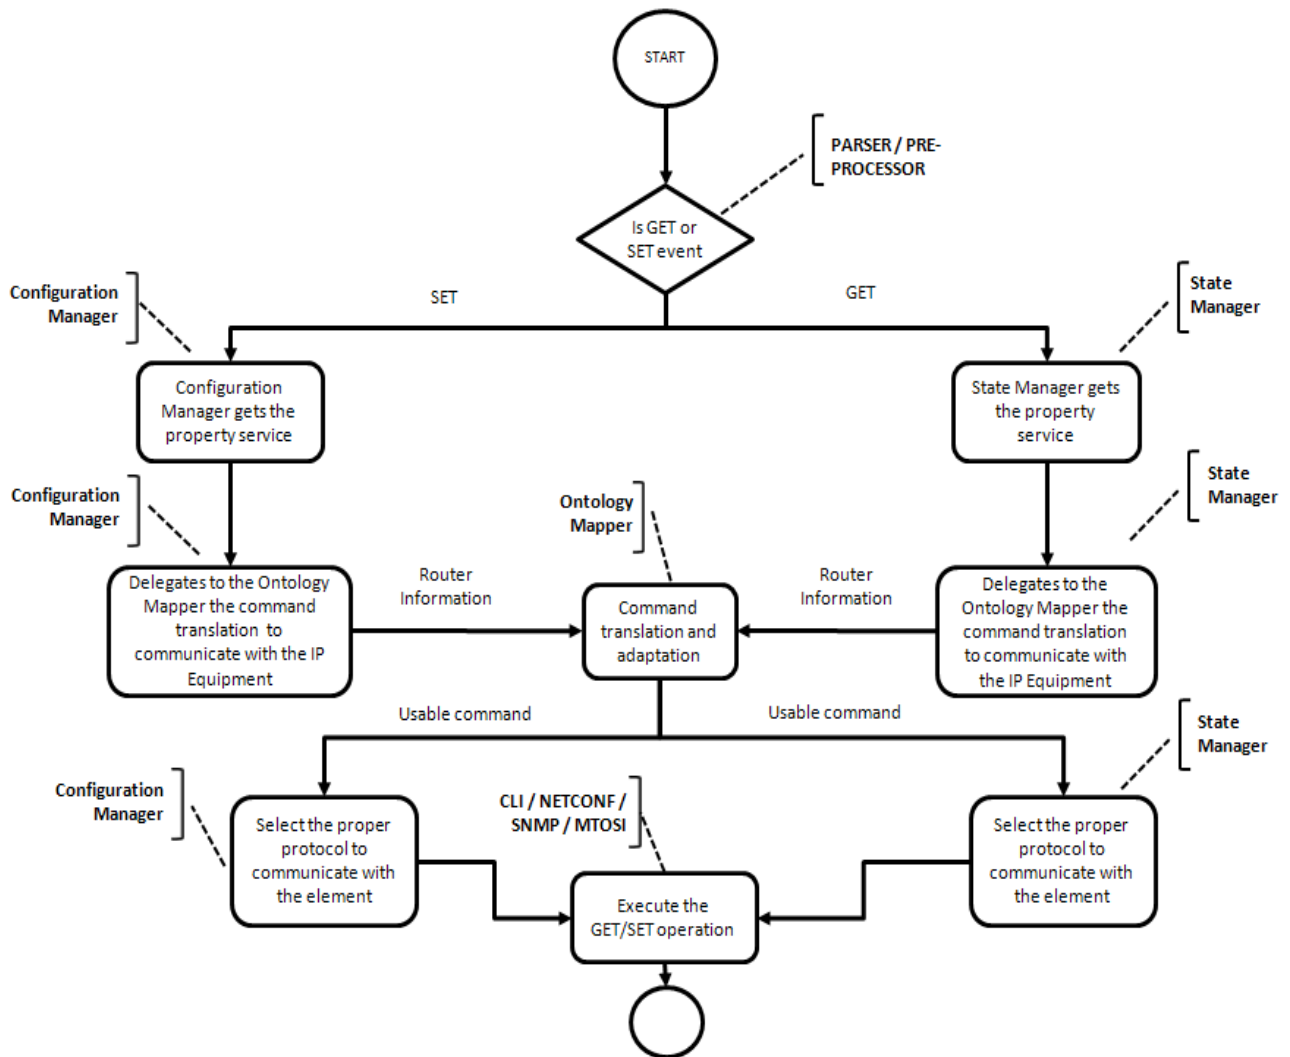 START
PARSER / PRE-
PROCESSOR
Is GET or
SET event
SET
GET
Configuration
Manager
State
Manager
Configuration
Manager gets the
property service
State Manager gets
the property
service
Configuration
Manager
Ontology
Mapper
State
Manager
Delegates to the Ontology
Mapper the command
translation to
communicate with the IP
Equipment
Router
Information
Command
translation and
adaptation
Router
Information
Delegates to the
Ontology Mapper the
command translation
to communicate with
the IP Equipment
Usable command
Usable command
State
Manager
Configuration
Manager
CLI / NETCONF /
SNMP / MTOSI
Select the proper
protocol to
communicate with
the element
Select the proper
protocol to
communicate with
the element
Execute the
GET/SET operation